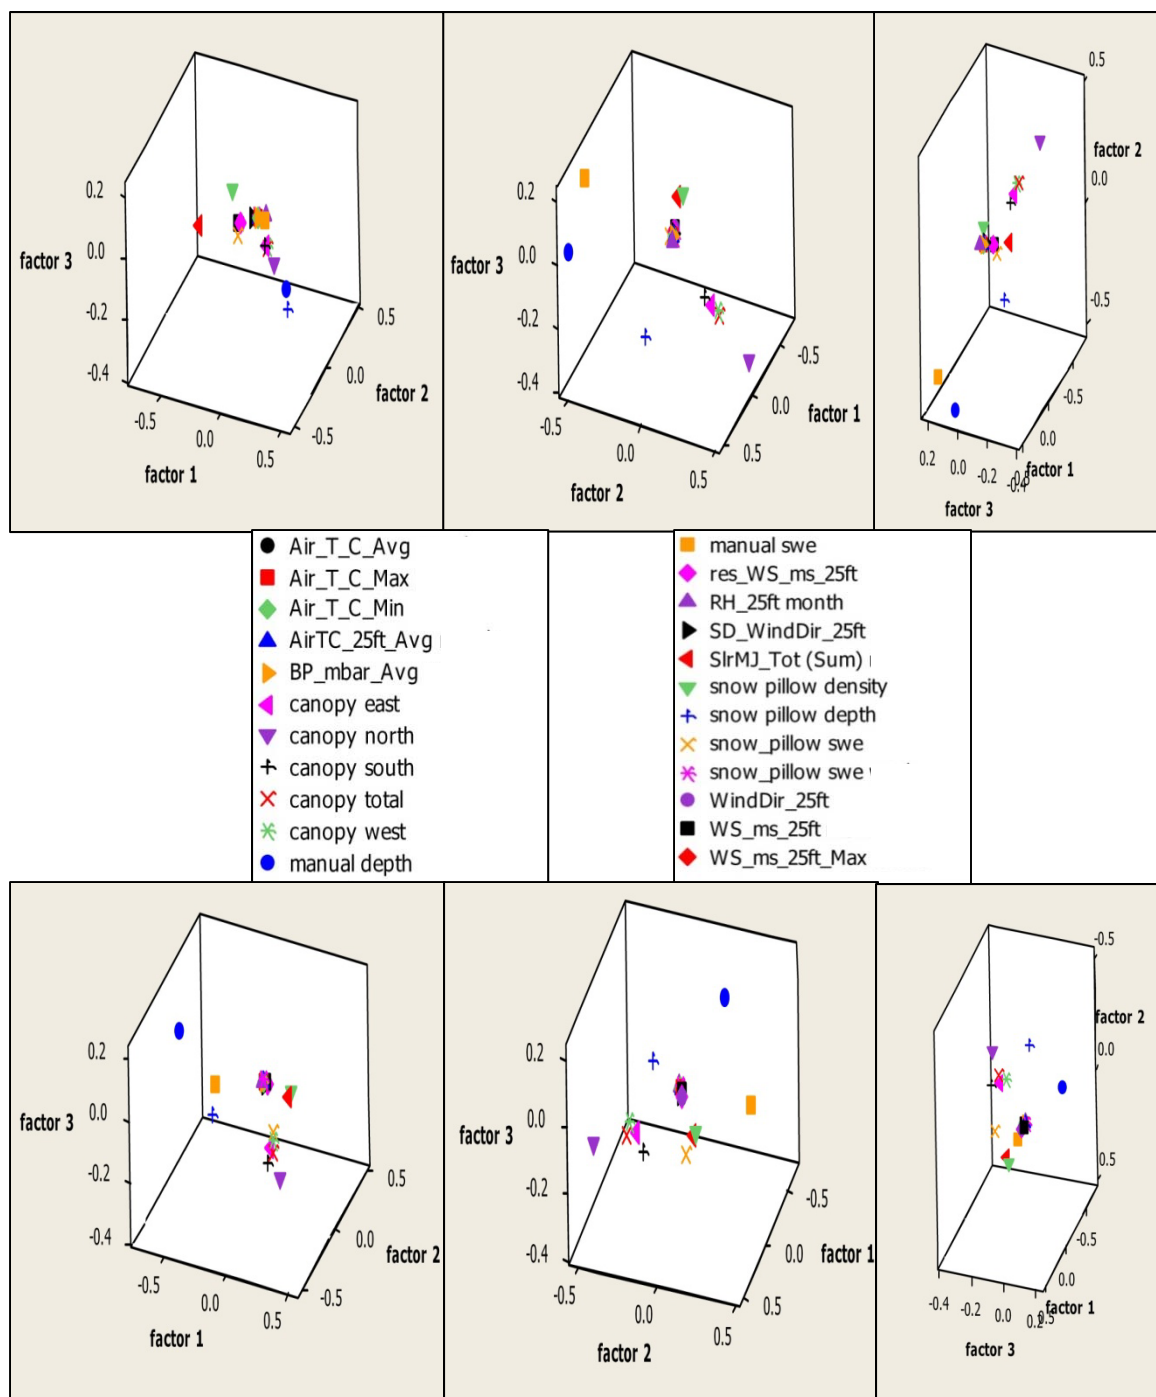 0.5
factor 2
0.0
-0.5
0.2
0.0
-0.2
-0.4
factor 3
-0.5
0.0
0.5
factor 1
0.5
0.0
-0.5
factor 2
0.2
0.0
-0.2
-0.4
factor 3
-0.5
0.0
0.5
factor 2
-0.5
0.0
0.5
factor 1
0.2 0.0 -0.2 -0.4
factor 3
-0.5
0.0
factor 1
Air_T_C_Avg
Air_T_C_Max
Air_T_C_Min
AirTC_25ft_Avg
BP_mbar_Avg
canopy east
canopy north
canopy south
canopy total
canopy west
manual depth
manual swe
res_WS_ms_25ft
RH_25ft month
SD_WindDir_25ft
SlrMJ_Tot (Sum)
snow pillow density
snow pillow depth
snow_pillow swe
snow_pillow swe
WindDir_25ft
WS_ms_25ft
WS_ms_25ft_Max
0.2
0.0
-0.2
-0.4
factor 3
-0.5
0.0
0.5
factor 1
0.5
0.0
-0.5
factor 2
0.2
0.0
-0.2
-0.4
factor 3
-0.5
0.0
0.5
factor 2
-0.5
0.0
0.5
factor 1
-0.5
factor 2
0.0
0.5
-0.5
0.0
0.5
factor 1
-0.4 -0.2 0.0 0.2
factor 3